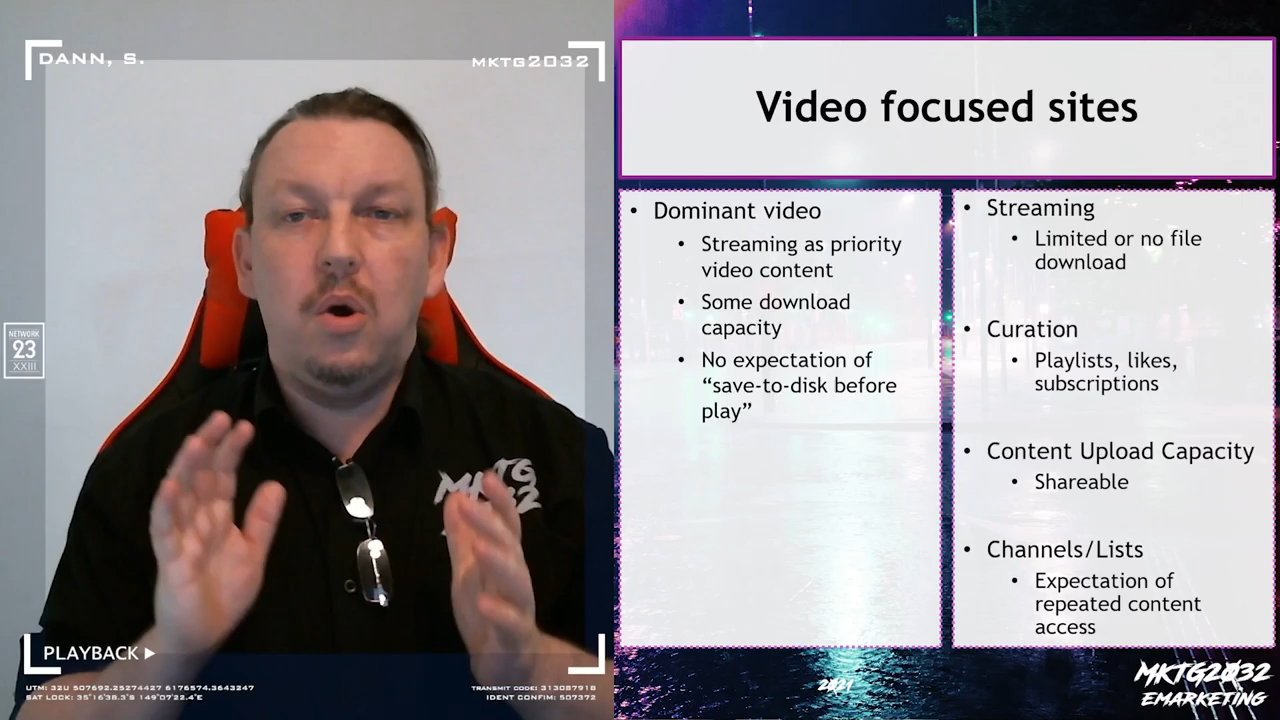 DANN, S.
MKTG2032
NETWORK
23
XXIII
MKTG
PLAYBACK
UTM: 32U 507692.25274427 6176574.3643247
SAT LOCK: 35°16'38.3"S 149°07'22.4"E
TRANSMIT CODE: 313087918
IDENT CONFIM: 507372
Video focused sites
• Dominant video
• Streaming as priority
video content
• Some download
capacity
• No expectation of
“save-to-disk before
play”
• Streaming
• Limited or no file
download
• Curation
• Playlists, likes,
subscriptions
• Content Upload Capacity
• Shareable
• Channels/Lists
• Expectation of
repeated content
access
2021
MKTG2032
EMARKETING